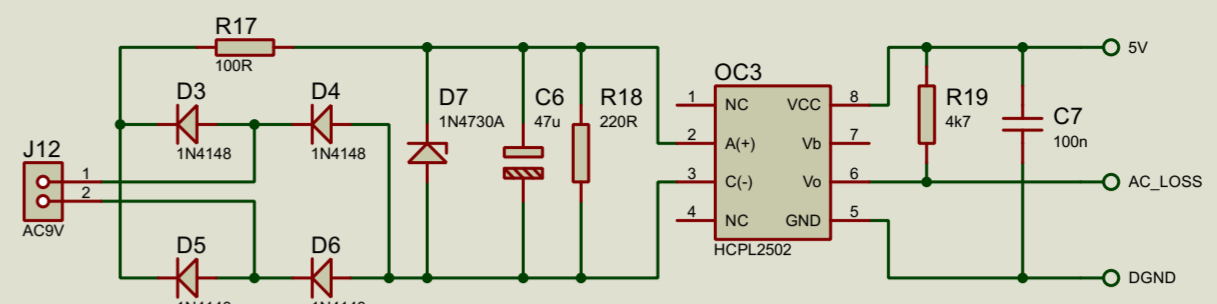 R17
100R
D3
1N4148
D4
1N4148
D7
1N4730A
C6
47u
R18
220R
J12
1
2
AC9V
D5
D6
OC3
1 NC VCC 8
2 A(+) Vb 7
3 C(-) Vo 6
4 NC GND 5
HCPL2502
R19
4k7
C7
100n
5V
AC_LOSS
DGND